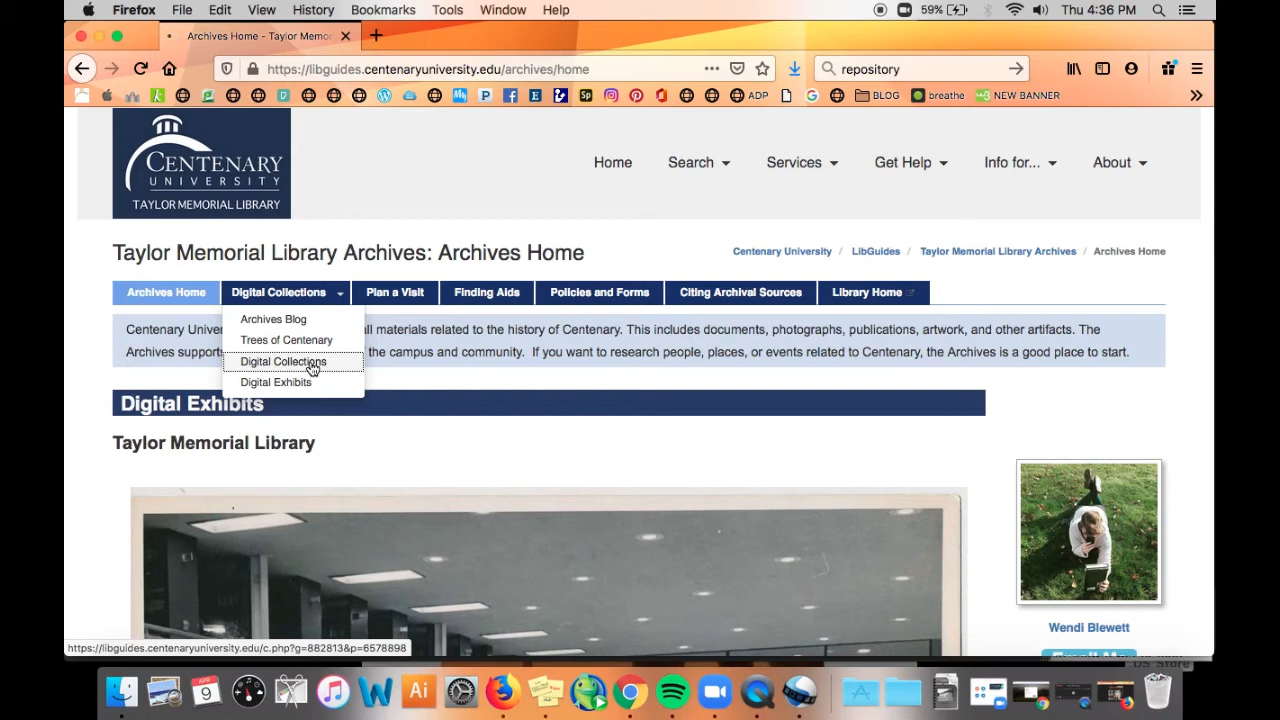 Firefox File Edit View History Bookmarks Tools Window Help 59% Thu 4:36 PM
Archives Home - Taylor Memor
https://libguides.centenaryuniversity.edu/archives/home repository
ADP BLOG breathe NEW BANNER
CENTENARY
UNIVERSITY
TAYLOR MEMORIAL LIBRARY
Home Search Services Get Help Info for... About
Taylor Memorial Library Archives: Archives Home
Centenary University / LibGuides / Taylor Memorial Library Archives / Archives Home
Archives Home Digital Collections Plan a Visit Finding Aids Policies and Forms Citing Archival Sources Library Home
Archives Blog
Trees of Centenary
Digital Collections
Digital Exhibits
Centenary Univer all materials related to the history of Centenary. This includes documents, photographs, publications, artwork, and other artifacts. The
Archives support the campus and community. If you want to research people, places, or events related to Centenary, the Archives is a good place to start.
Digital Exhibits
Taylor Memorial Library
Wendi Blewett
https://libguides.centenaryuniversity.edu/c.php?g=882813&p=6578898
APR
9
W
Ai